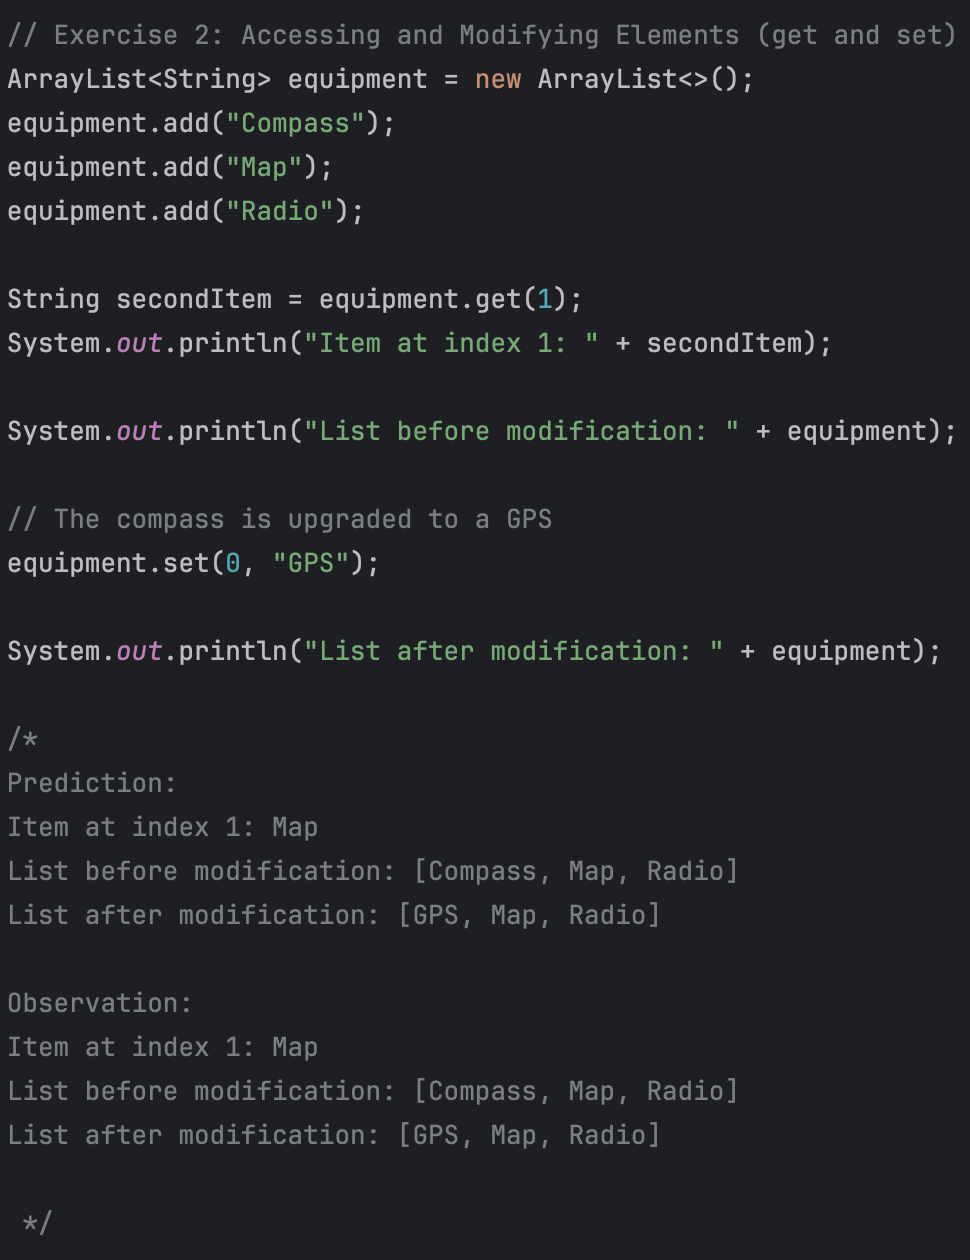 // Exercise 2: Accessing and Modifying Elements (get and set)
ArrayList<String> equipment = new ArrayList<>();
equipment.add("Compass");
equipment.add("Map");
equipment.add("Radio");

String secondItem = equipment.get(1);
System.out.println("Item at index 1: " + secondItem);

System.out.println("List before modification: " + equipment);

// The compass is upgraded to a GPS
equipment.set(0, "GPS");

System.out.println("List after modification: " + equipment);

/*
Prediction:
Item at index 1: Map
List before modification: [Compass, Map, Radio]
List after modification: [GPS, Map, Radio]

Observation:
Item at index 1: Map
List before modification: [Compass, Map, Radio]
List after modification: [GPS, Map, Radio]

 */